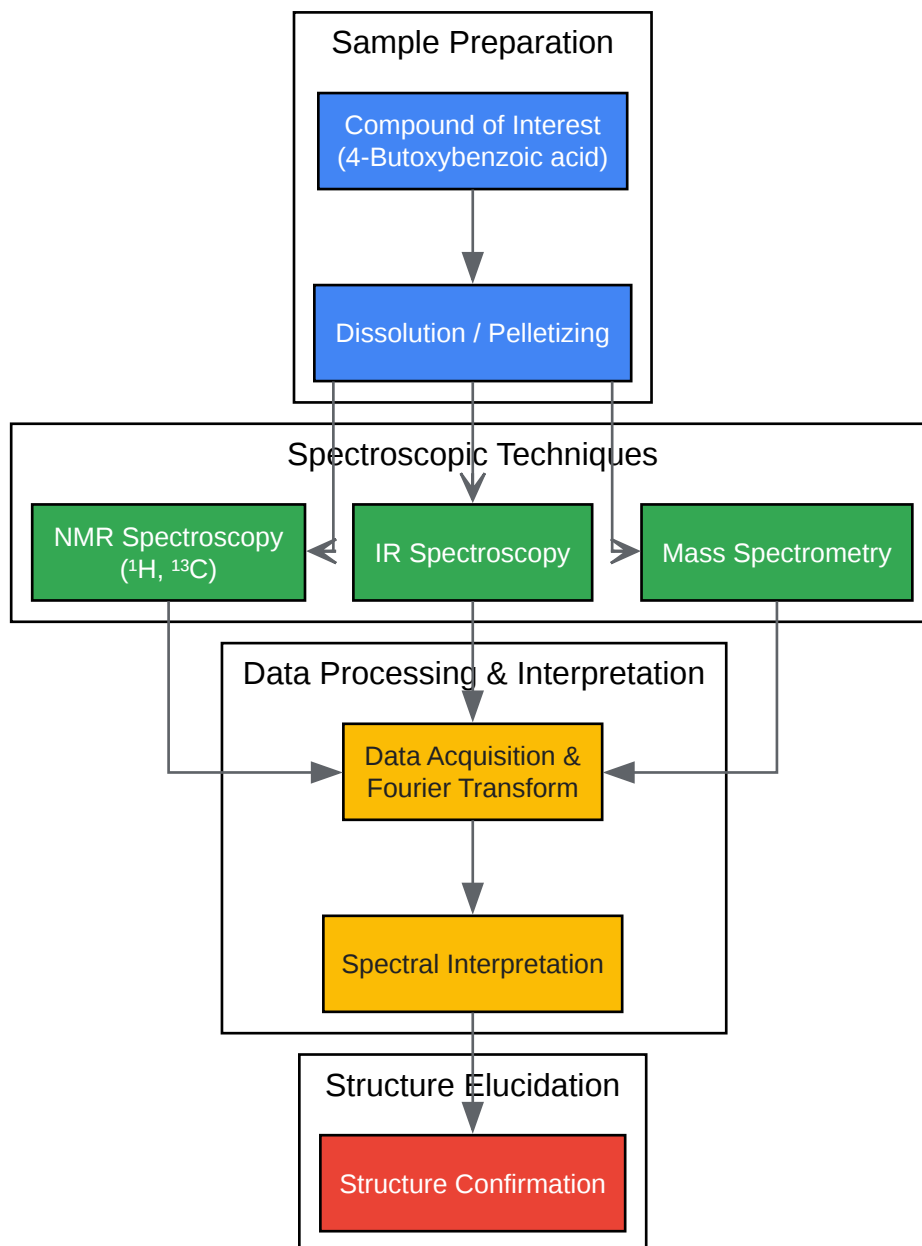 Sample Preparation
Compound of Interest
(4-Butoxybenzoic acid)
Dissolution / Pelletizing
Spectroscopic Techniques
NMR Spectroscopy
(¹H, ¹³C)
IR Spectroscopy
Mass Spectrometry
Data Processing & Interpretation
Data Acquisition &
Fourier Transform
Spectral Interpretation
Structure Elucidation
Structure Confirmation